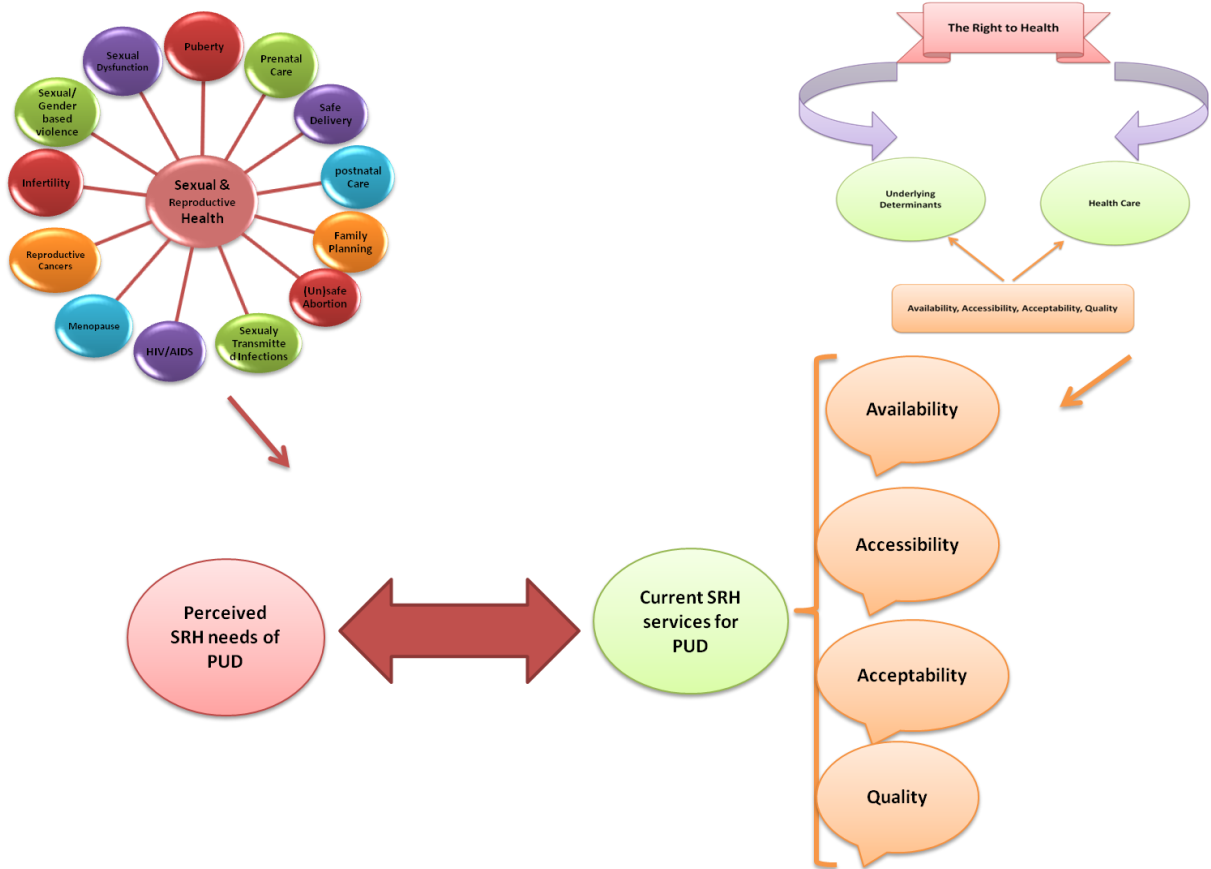 Puberty
Prenatal
Care
Safe
Delivery
postnatal
Care
Family
Planning
(Un)safe
Abortion
Sexualy
Transmitte
d Infections
HIV/AIDS
Menopause
Reproductive
Cancers
Infertility
Sexual/
Gender
based
violence
Sexual
Dysfunction
Sexual &
Reproductive
Health
The Right to Health
Underlying
Determinants
Health Care
Availability, Accessibility, Acceptability, Quality
Perceived
SRH needs of
PUD
Current SRH
services for
PUD
Availability
Accessibility
Acceptability
Quality